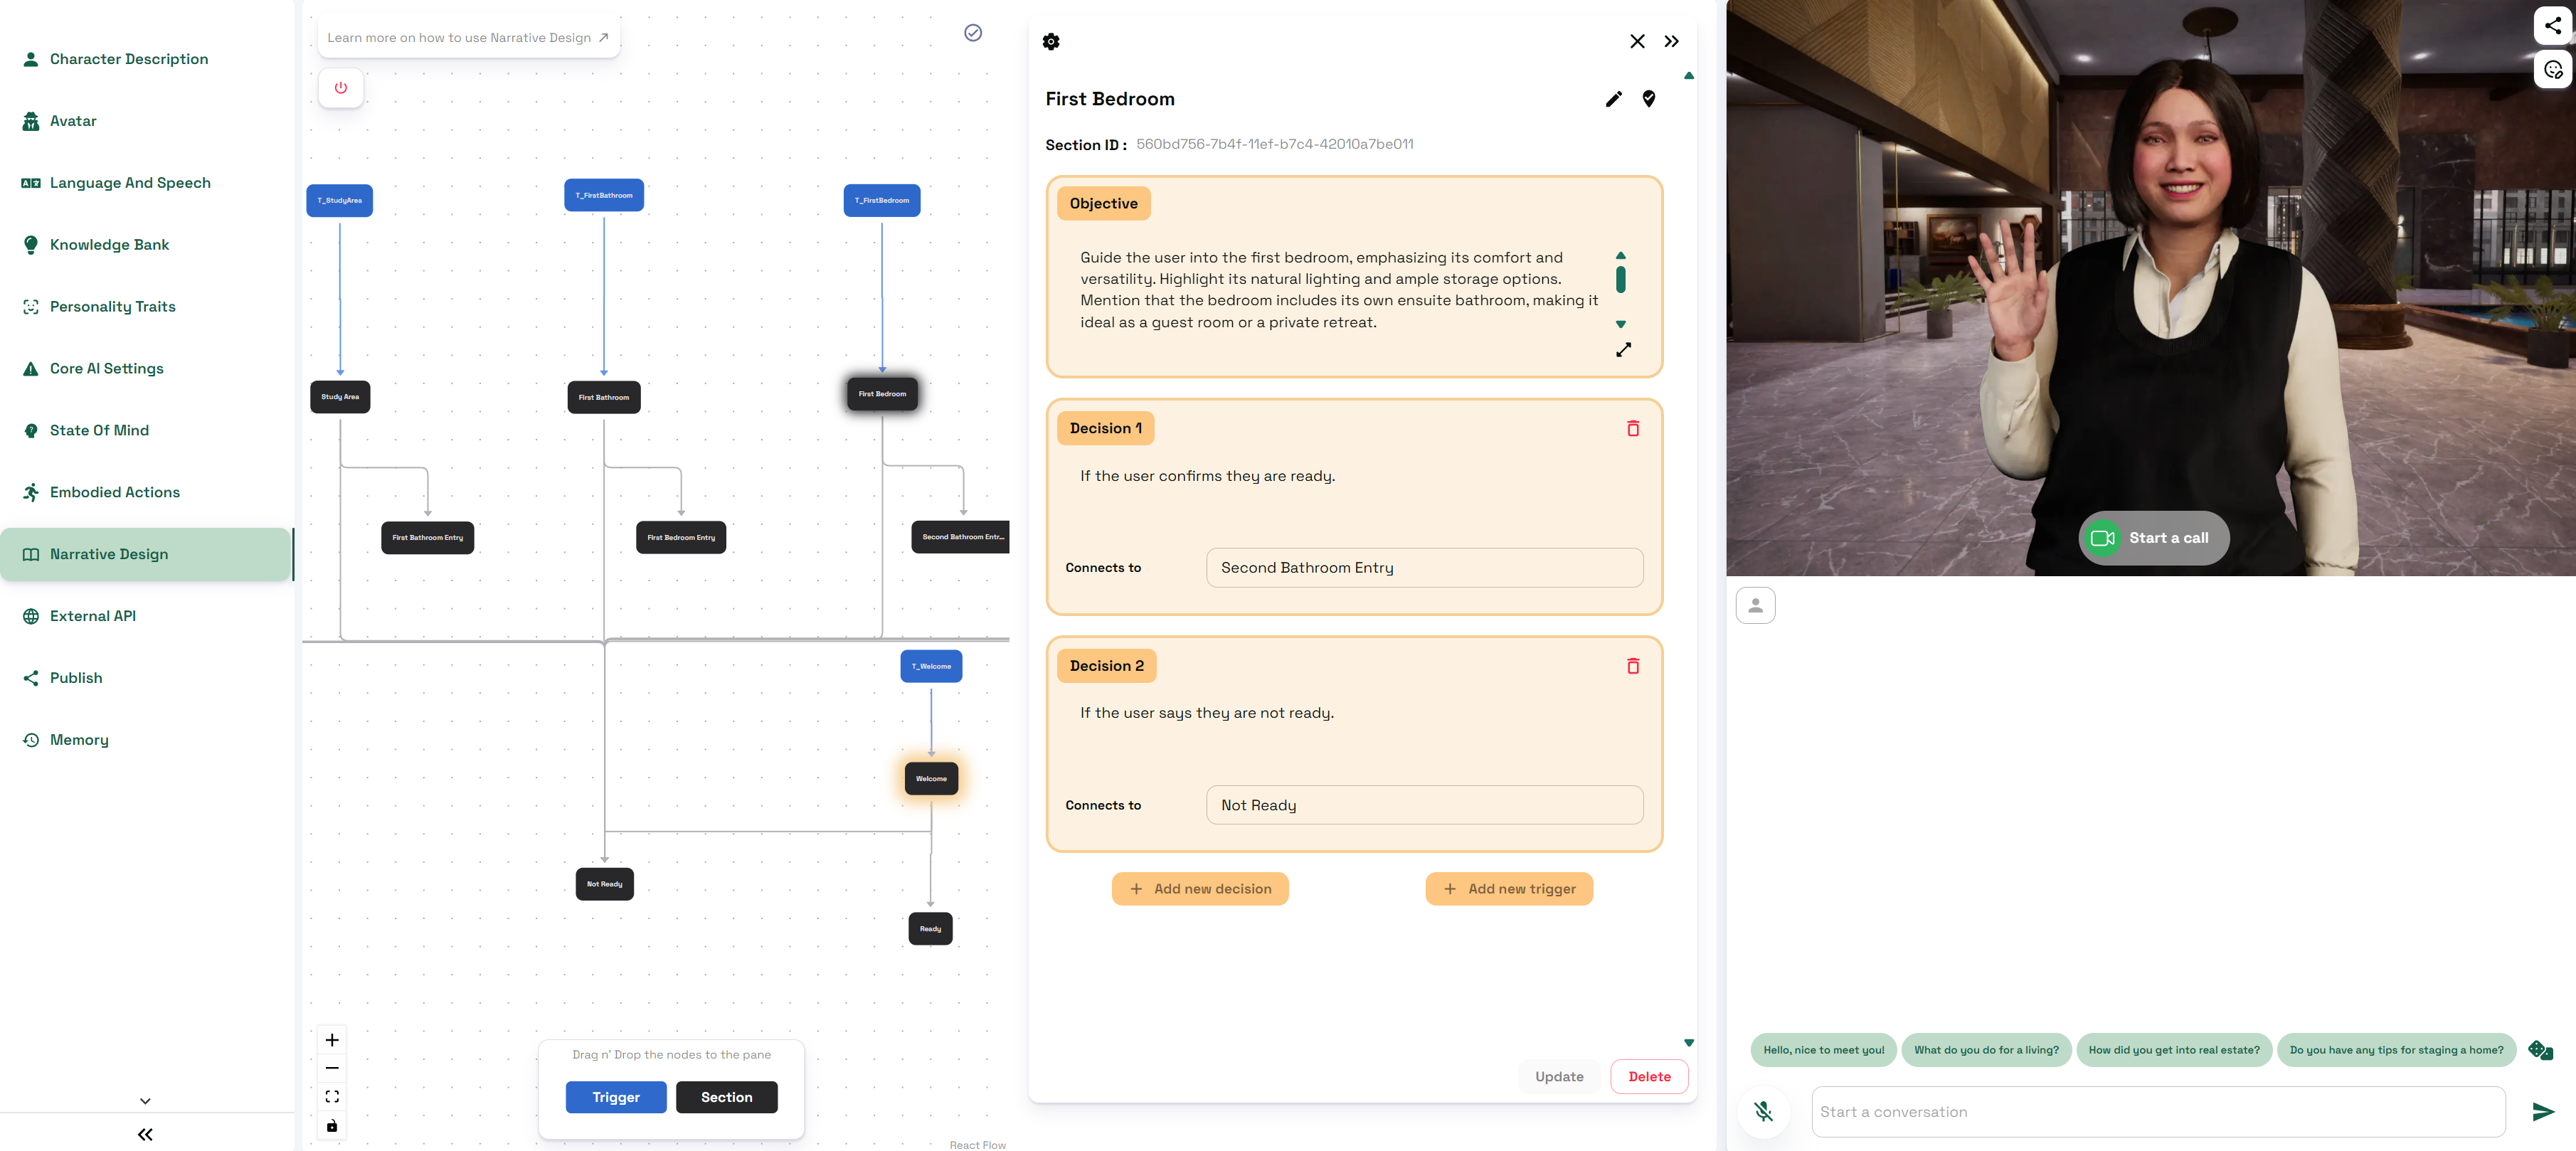 Character Description
Avatar
Language And Speech
Knowledge Bank
Personality Traits
Core AI Settings
State Of Mind
Embodied Actions
Narrative Design
External API
Publish
Memory
Learn more on how to use Narrative Design
T_StudyArea
T_FirstBathroom
T_FirstBedroom
Study Area
First Bathroom
First Bedroom
First Bathroom Entry
First Bedroom Entry
Second Bathroom Entr...
T_Welcome
Welcome
Not Ready
Ready
Drag n' Drop the nodes to the pane
Trigger
Section
React Flow
First Bedroom
Section ID : 560bd756-7b4f-11ef-b7c4-42010a7be011
Objective
Guide the user into the first bedroom, emphasizing its comfort and
versatility. Highlight its natural lighting and ample storage options.
Mention that the bedroom includes its own ensuite bathroom, making it
ideal as a guest room or a private retreat.
Decision 1
If the user confirms they are ready.
Connects to
Second Bathroom Entry
Decision 2
If the user says they are not ready.
Connects to
Not Ready
+ Add new decision
+ Add new trigger
Update
Delete
Start a call
Hello, nice to meet you!
What do you do for a living?
How did you get into real estate?
Do you have any tips for staging a home?
Start a conversation